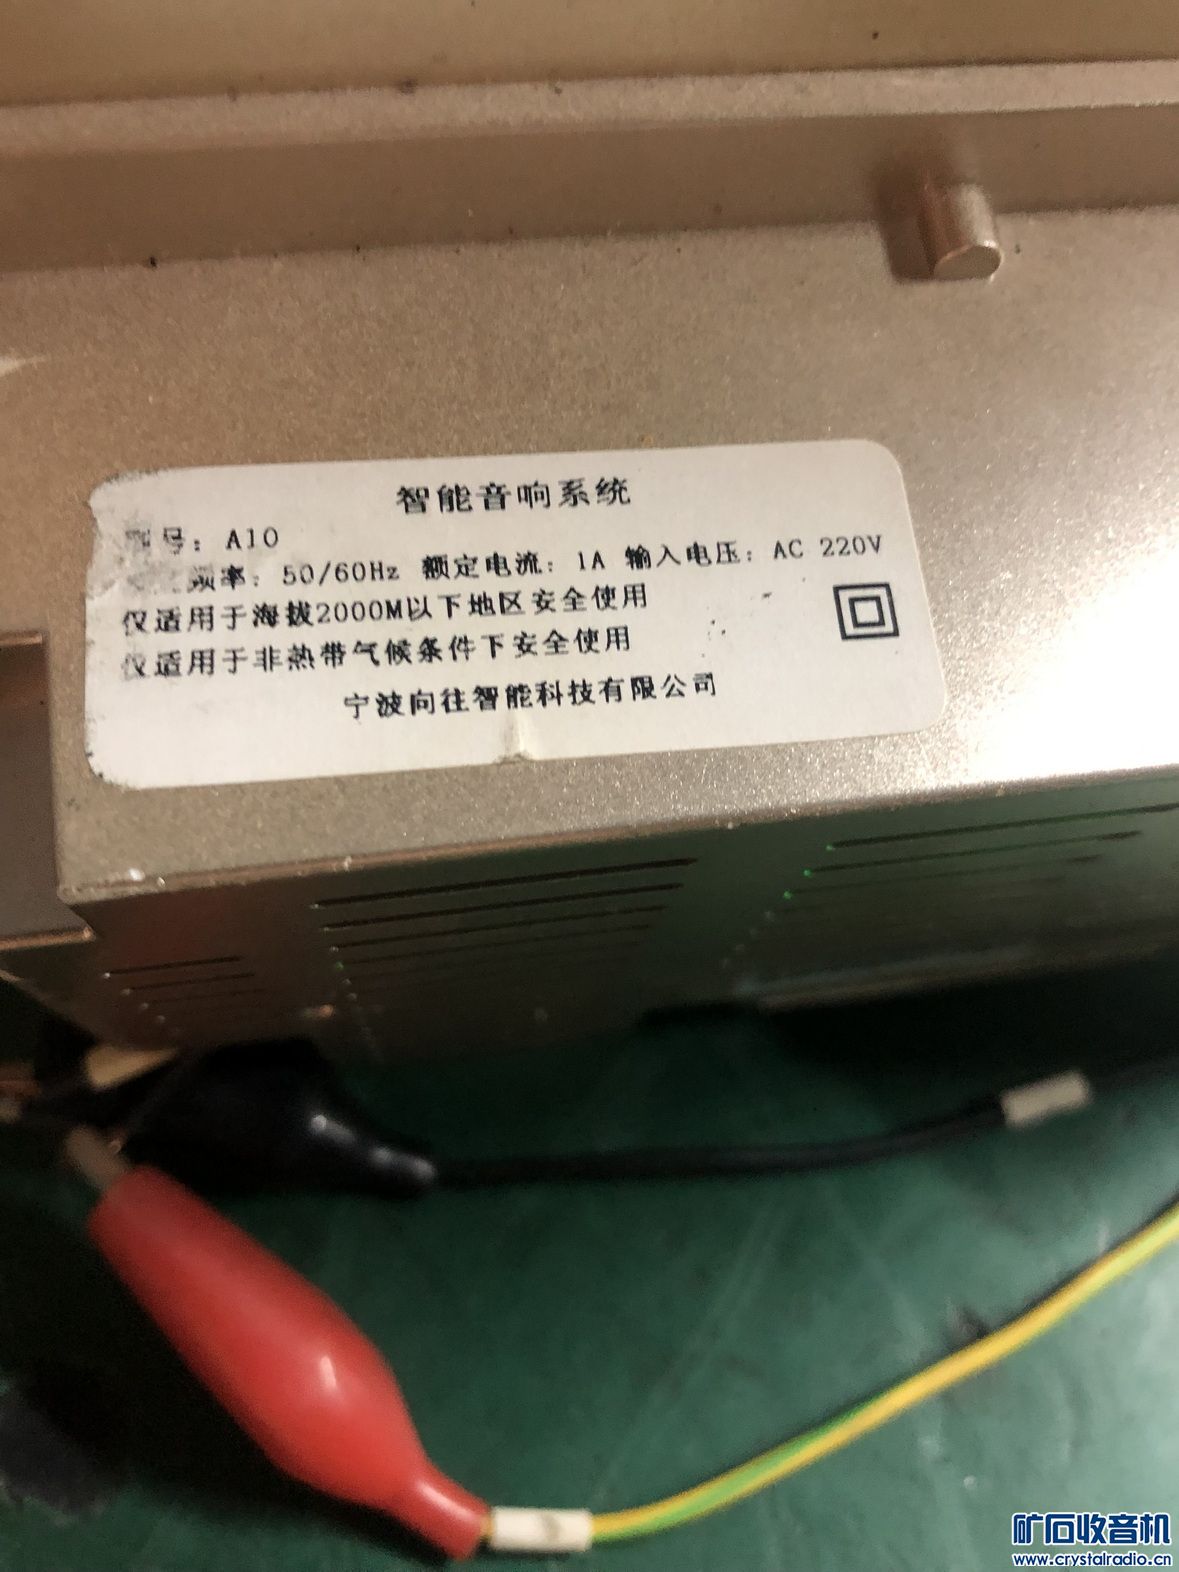 智能音响系统
型号：A10
频率：50/60Hz 额定电流：1A 输入电压：AC 220V
仅适用于海拔2000M以下地区安全使用
仅适用于非热带气候条件下安全使用
宁波向往智能科技有限公司
矿石收音机
www.crystalradio.cn